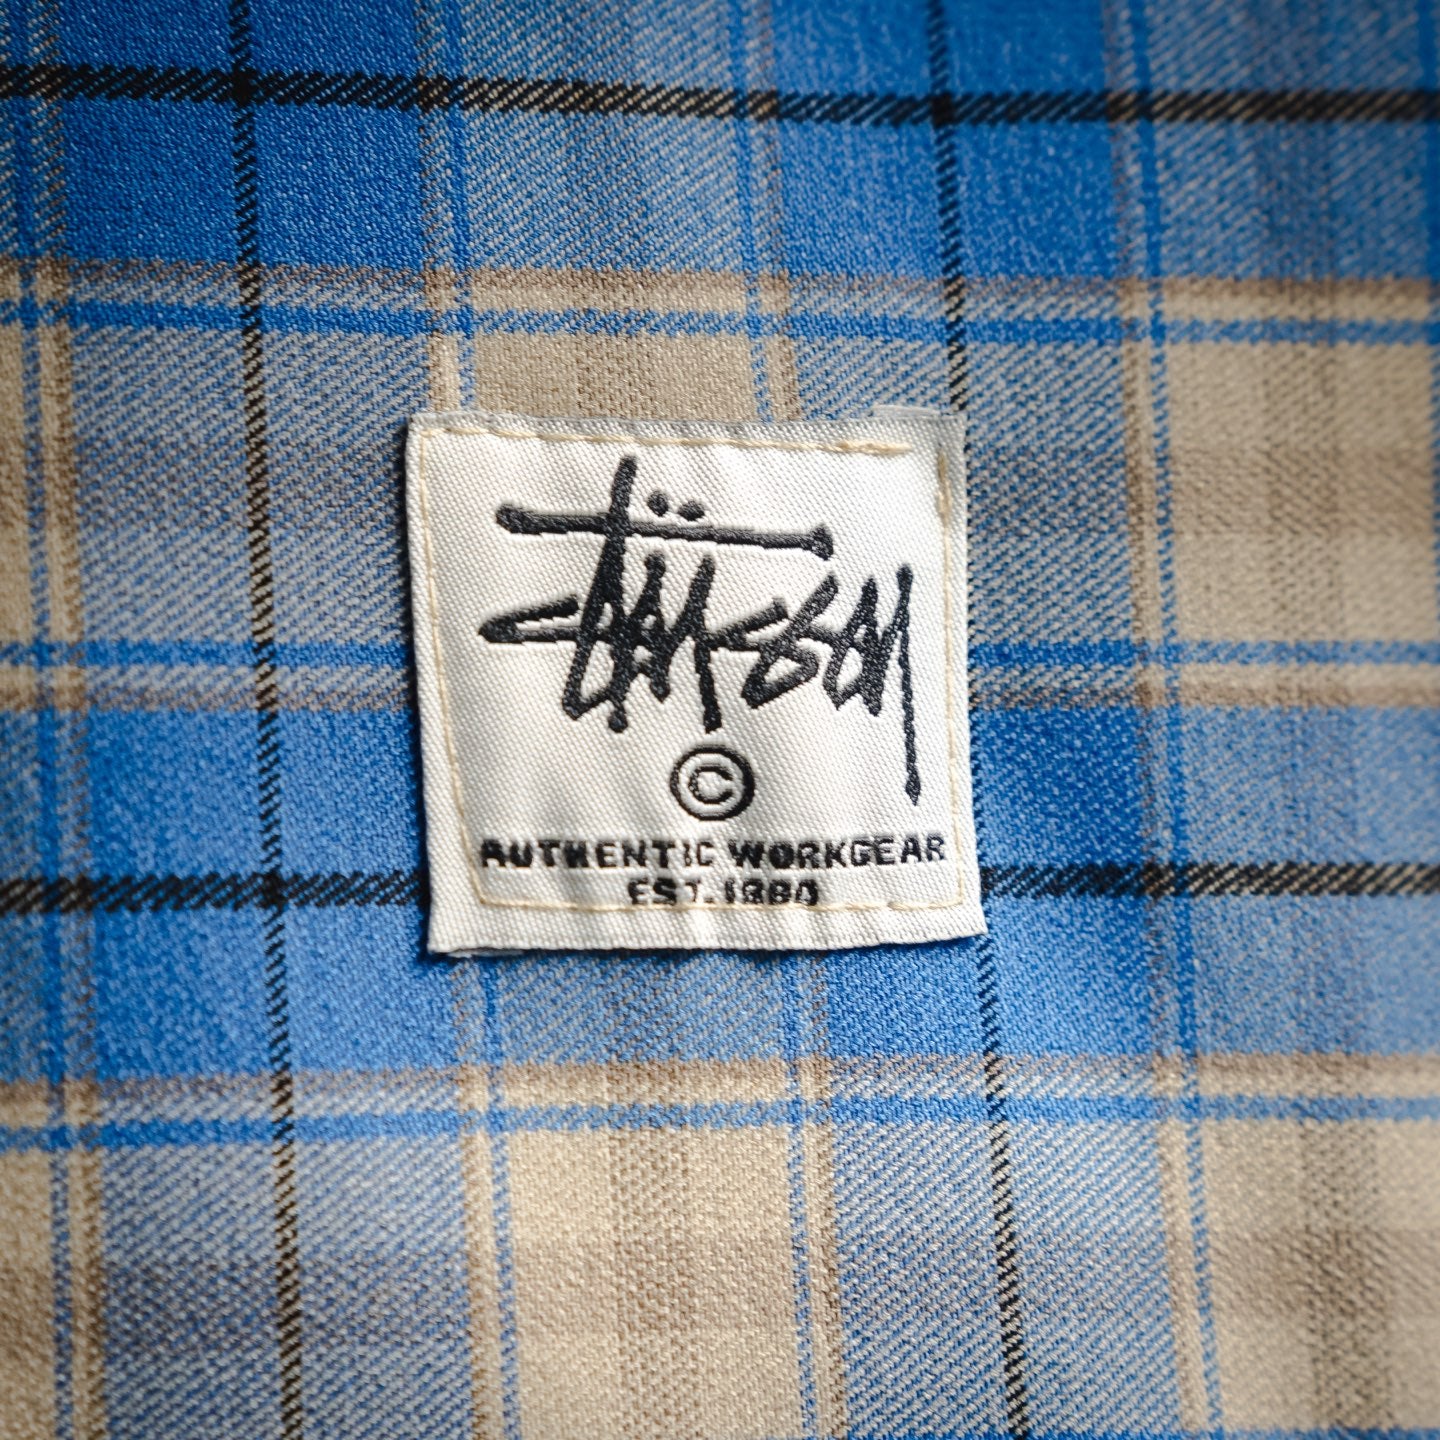 Stüssy
©
AUTHENTIC WORKGEAR
EST. 1980